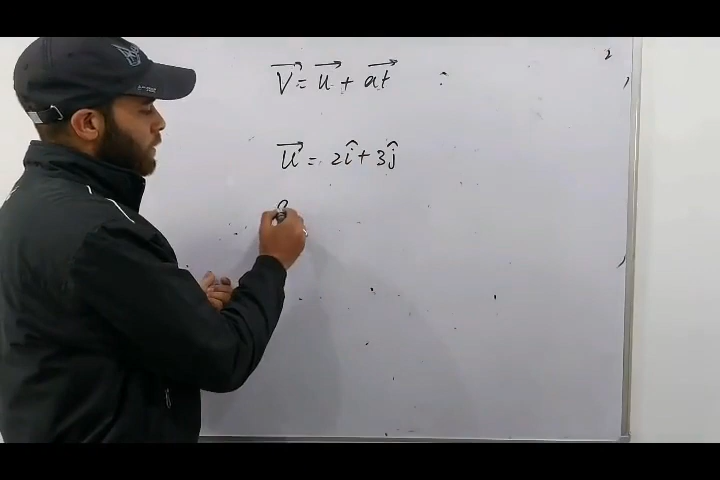 V⃗ = u⃗ + a⃗t :
u⃗ = 2î + 3ĵ